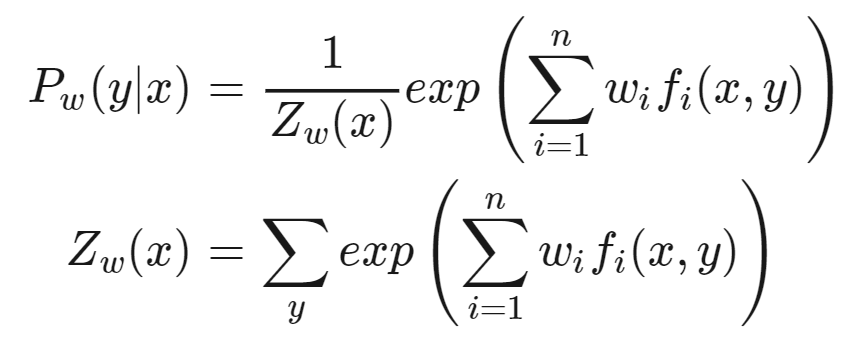 P_w(y|x) = \frac{1}{Z_w(x)} exp\left(\sum_{i=1}^{n} w_i f_i(x, y)\right)
Z_w(x) = \sum_{y} exp\left(\sum_{i=1}^{n} w_i f_i(x, y)\right)